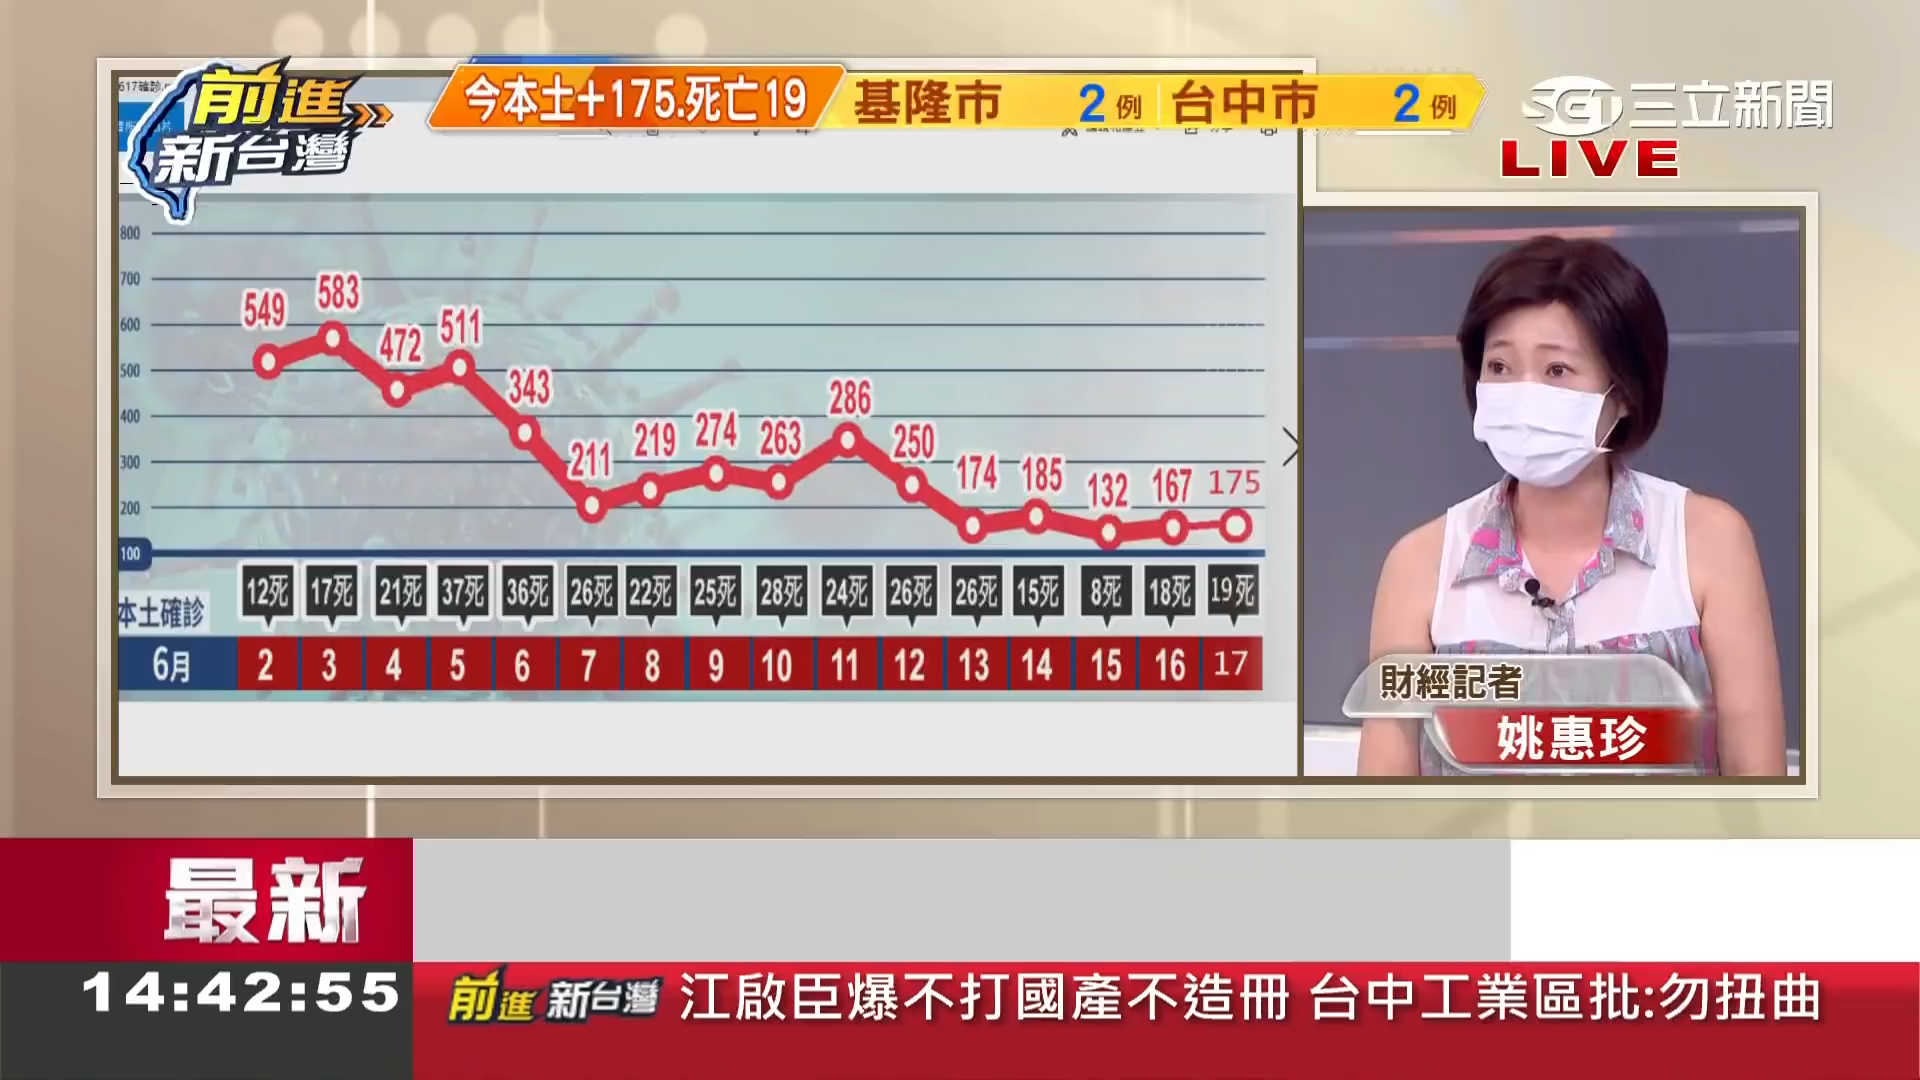 617確診
前進
新台灣
今本土+175.死亡19
基隆市 2例 台中市 2例
SET三立新聞
LIVE
800
700
600
500
400
300
200
100
549 583 472 511 343 211 219 274 263 286 250 174 185 132 167 175
12死 17死 21死 37死 36死 26死 22死 25死 28死 24死 26死 26死 15死 8死 18死 19死
本土確診
6月 2 3 4 5 6 7 8 9 10 11 12 13 14 15 16 17
財經記者
姚惠珍
最新
14:42:55
前進新台灣 江啟臣爆不打國產不造冊 台中工業區批:勿扭曲